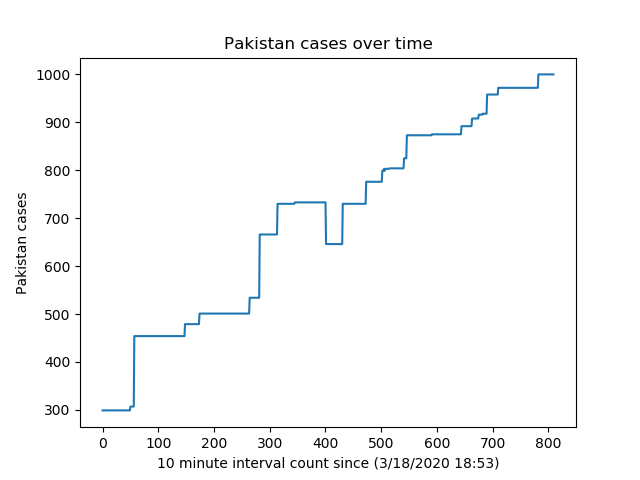 Pakistan cases over time
1000
900
800
700
600
500
400
300
Pakistan cases
0 100 200 300 400 500 600 700 800
10 minute interval count since (3/18/2020 18:53)